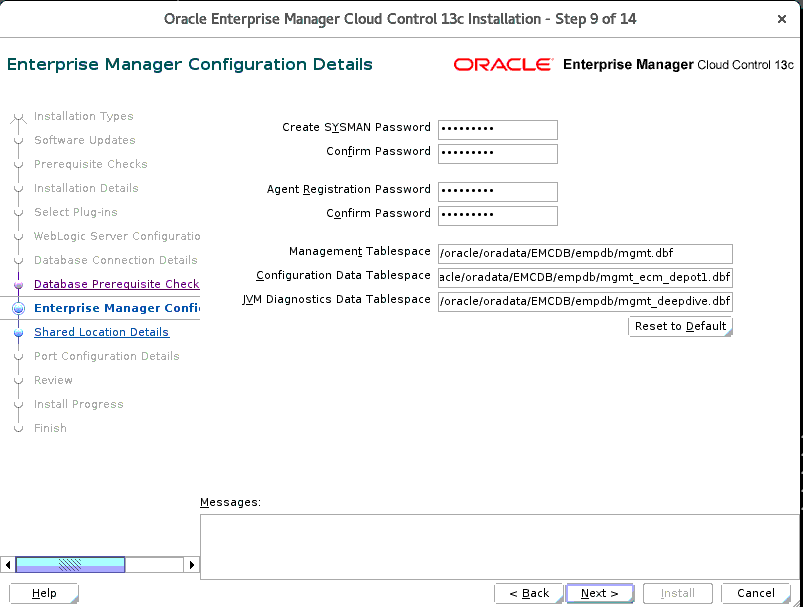 Oracle Enterprise Manager Cloud Control 13c Installation - Step 9 of 14
Enterprise Manager Configuration Details
ORACLE Enterprise Manager Cloud Control 13c
Installation Types
Software Updates
Prerequisite Checks
Installation Details
Select Plug-ins
WebLogic Server Configuratio
Database Connection Details
Database Prerequisite Check
Enterprise Manager Confi
Shared Location Details
Port Configuration Details
Review
Install Progress
Finish
Create SYSMAN Password •••••••••
Confirm Password •••••••••
Agent Registration Password •••••••••
Confirm Password •••••••••
Management Tablespace /oracle/oradata/EMCDB/empdb/mgmt.dbf
Configuration Data Tablespace acle/oradata/EMCDB/empdb/mgmt_ecm_depot1.dbf
JVM Diagnostics Data Tablespace /oracle/oradata/EMCDB/empdb/mgmt_deepdive.dbf
Reset to Default
Messages:
Help
< Back
Next >
Install
Cancel